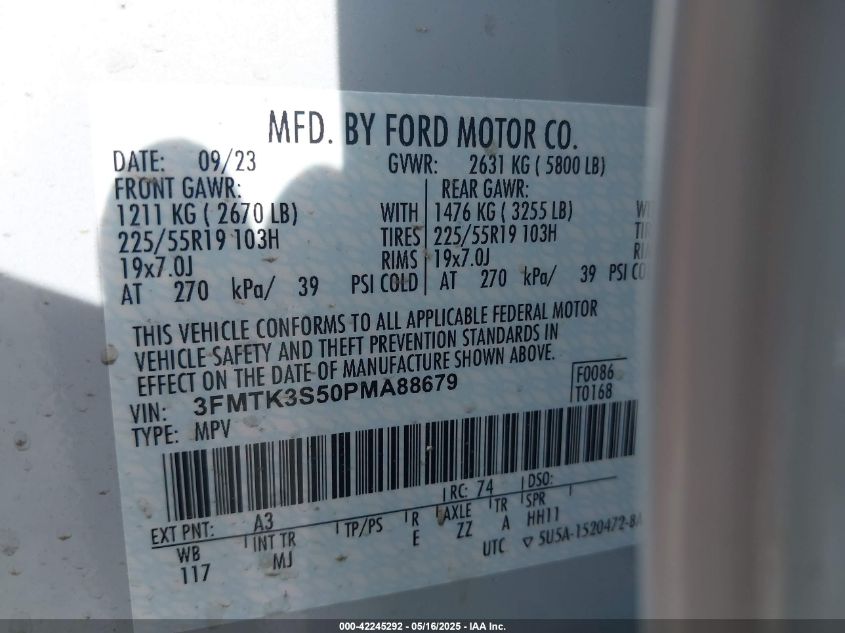 MFD. BY FORD MOTOR CO.
DATE: 09/23 GVWR: 2631 KG ( 5800 LB)
FRONT GAWR: REAR GAWR:
1211 KG ( 2670 LB) WITH 1476 KG ( 3255 LB)
225/55R19 103H TIRES 225/55R19 103H
19x7.0J RIMS 19x7.0J
AT 270 kPa/ 39 PSI COLD AT 270 kPa/ 39 PSI CO
THIS VEHICLE CONFORMS TO ALL APPLICABLE FEDERAL MOTOR
VEHICLE SAFETY AND THEFT PREVENTION STANDARDS IN
EFFECT ON THE DATE OF MANUFACTURE SHOWN ABOVE.
VIN: 3FMTK3S50PMA88679 F0086
TYPE: MPV T0168
RC: 74 DSO:
EXT PNT: A3
WB INT TR TP/PS R AXLE TR SPR
117 MJ E ZZ A HH11
UTC 5U5A-1520472-8A
000-42245292 - 05/16/2025 - IAA Inc.